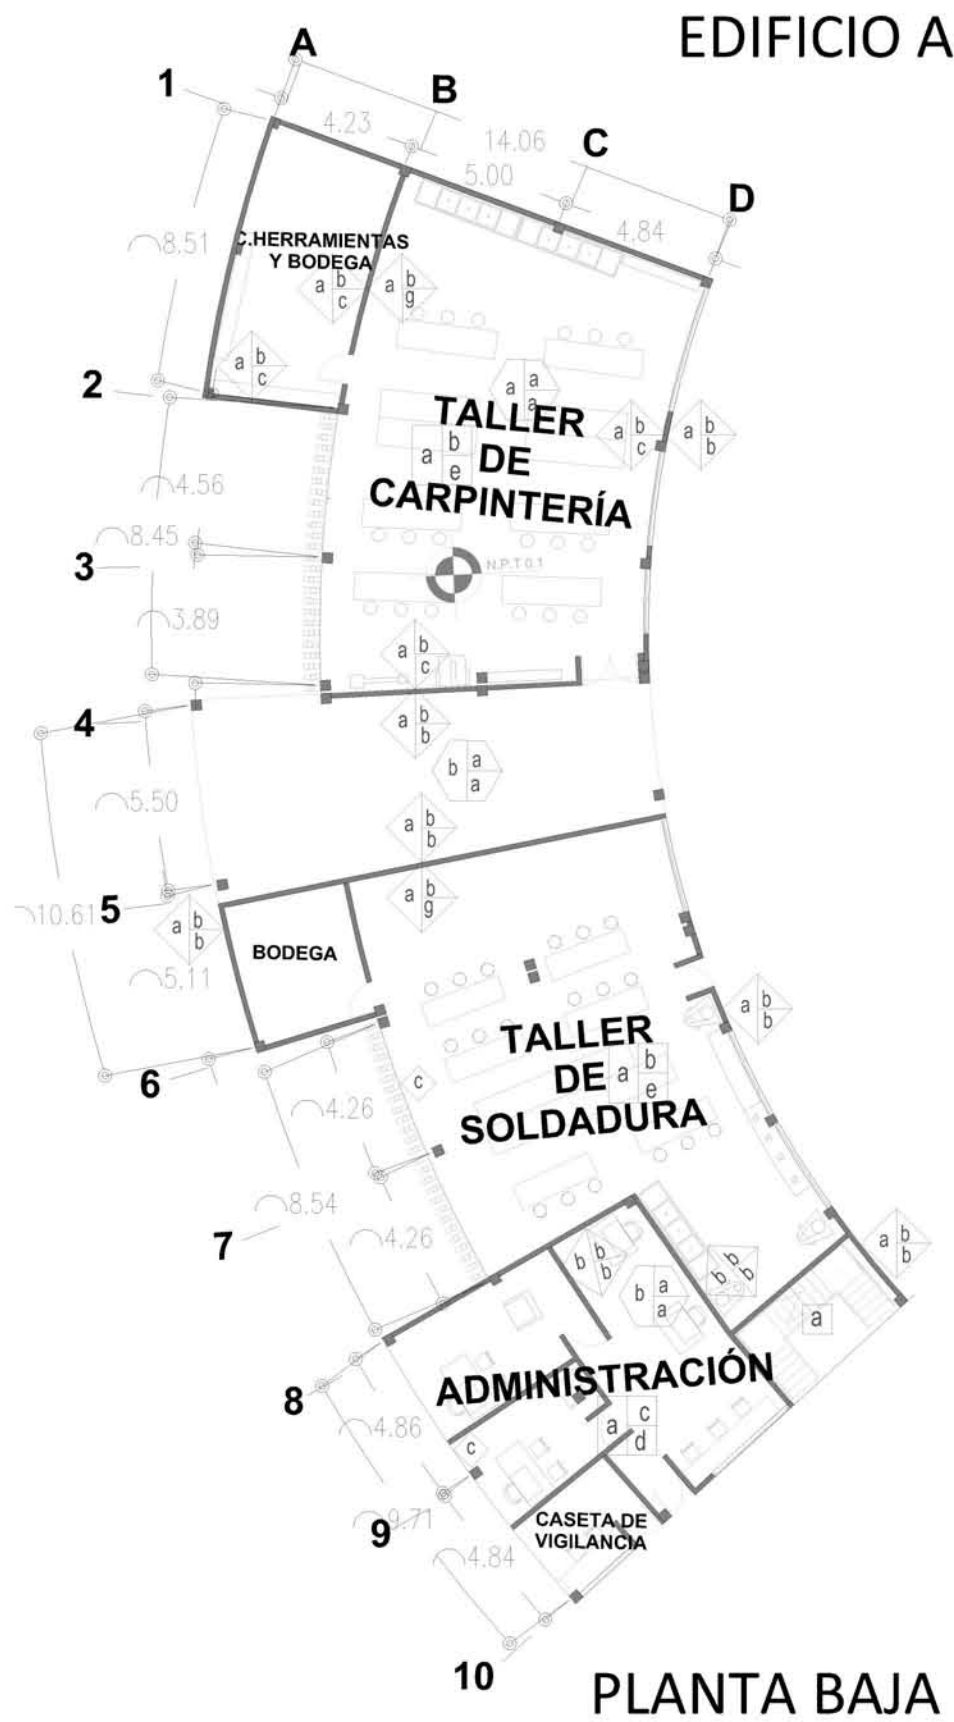 EDIFICIO A
A
1
B
4.23
14.06
C
5.00
D
4.84
8.51
C.HERRAMIENTAS
Y BODEGA
a b c
a b g
a b c
2
a a a
TALLER
DE
CARPINTERÍA
a b e
a b c
a b b
4.56
8.45
3
N.P.T 0.1
3.89
a b c
4
a b b
b a a
5.50
a b b
a b g
10.61
5
a b b
BODEGA
5.11
a b b
TALLER
DE
SOLDADURA
a b e
6
c
4.26
8.54
7
4.26
a b b
b b b
b a a
b b b
a
ADMINISTRACIÓN
8
4.86
a c d
c
9.71
9
CASETA DE
VIGILANCIA
4.84
10
PLANTA BAJA